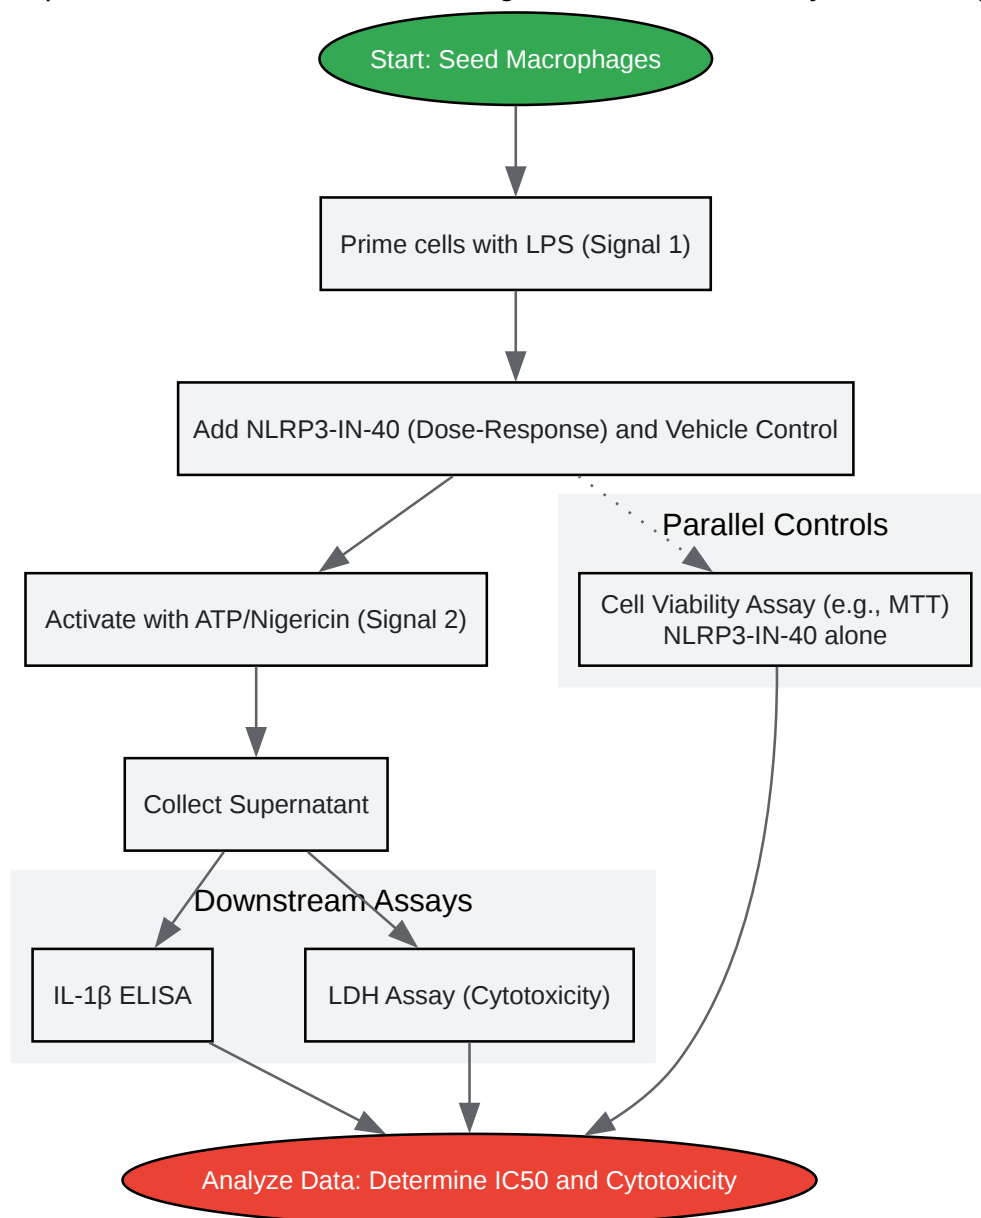 Start: Seed Macrophages
Prime cells with LPS (Signal 1)
Add NLRP3-IN-40 (Dose-Response) and Vehicle Control
Parallel Controls
Activate with ATP/Nigericin (Signal 2)
Cell Viability Assay (e.g., MTT)
NLRP3-IN-40 alone
Collect Supernatant
Downstream Assays
IL-1β ELISA
LDH Assay (Cytotoxicity)
Analyze Data: Determine IC50 and Cytotoxicity